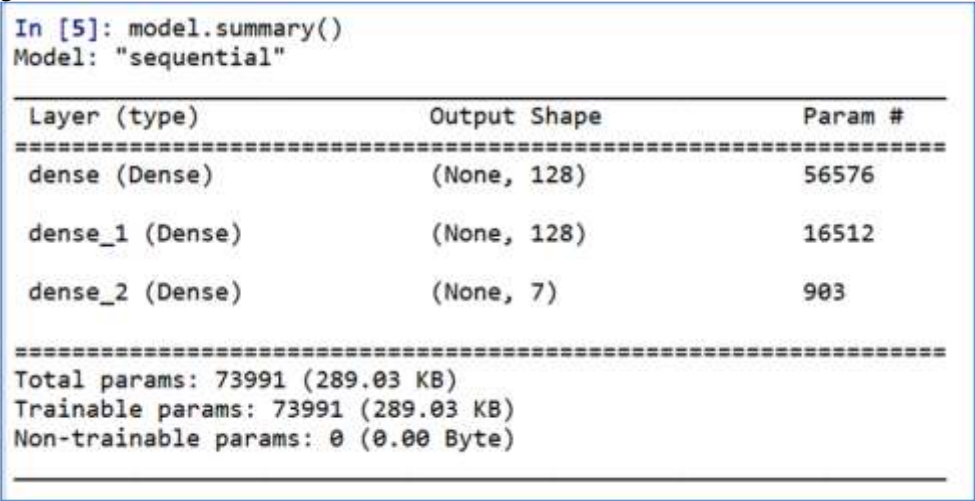 In [5]: model.summary()
Model: "sequential"
Layer (type) Output Shape Param #
dense (Dense) (None, 128) 56576
dense_1 (Dense) (None, 128) 16512
dense_2 (Dense) (None, 7) 903
Total params: 73991 (289.03 KB)
Trainable params: 73991 (289.03 KB)
Non-trainable params: 0 (0.00 Byte)